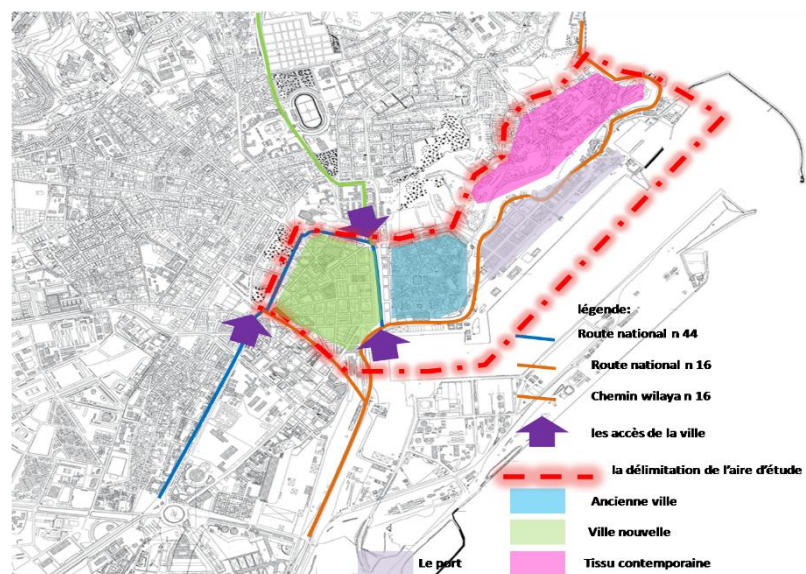 légende:
Route national n 44
Route national n 16
Chemin wilaya n 16
les accès de la ville
la délimitation de l'aire d'étude
Ancienne ville
Ville nouvelle
Le port
Tissu contemporaine